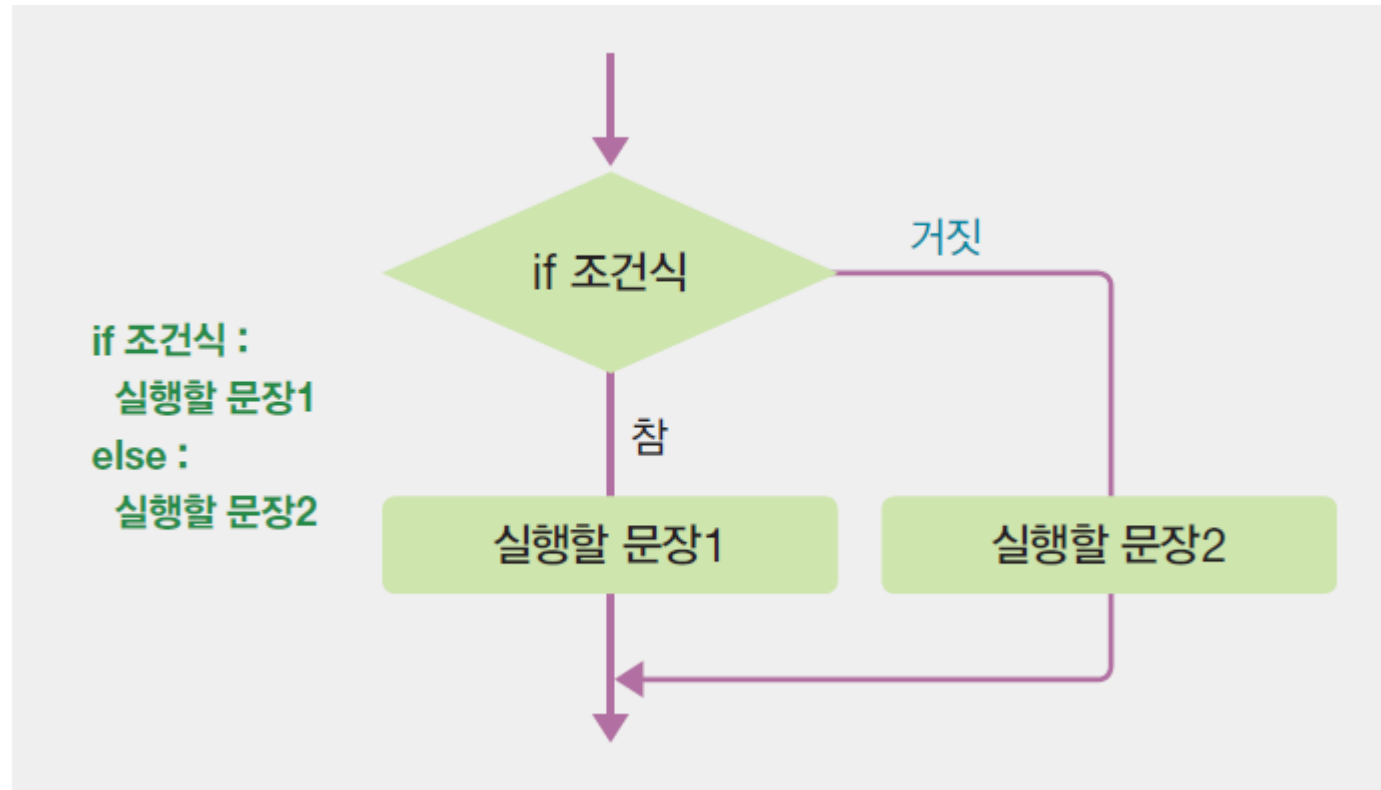 거짓
if 조건식
if 조건식 :
실행할 문장1
else :
실행할 문장2
참
실행할 문장1
실행할 문장2